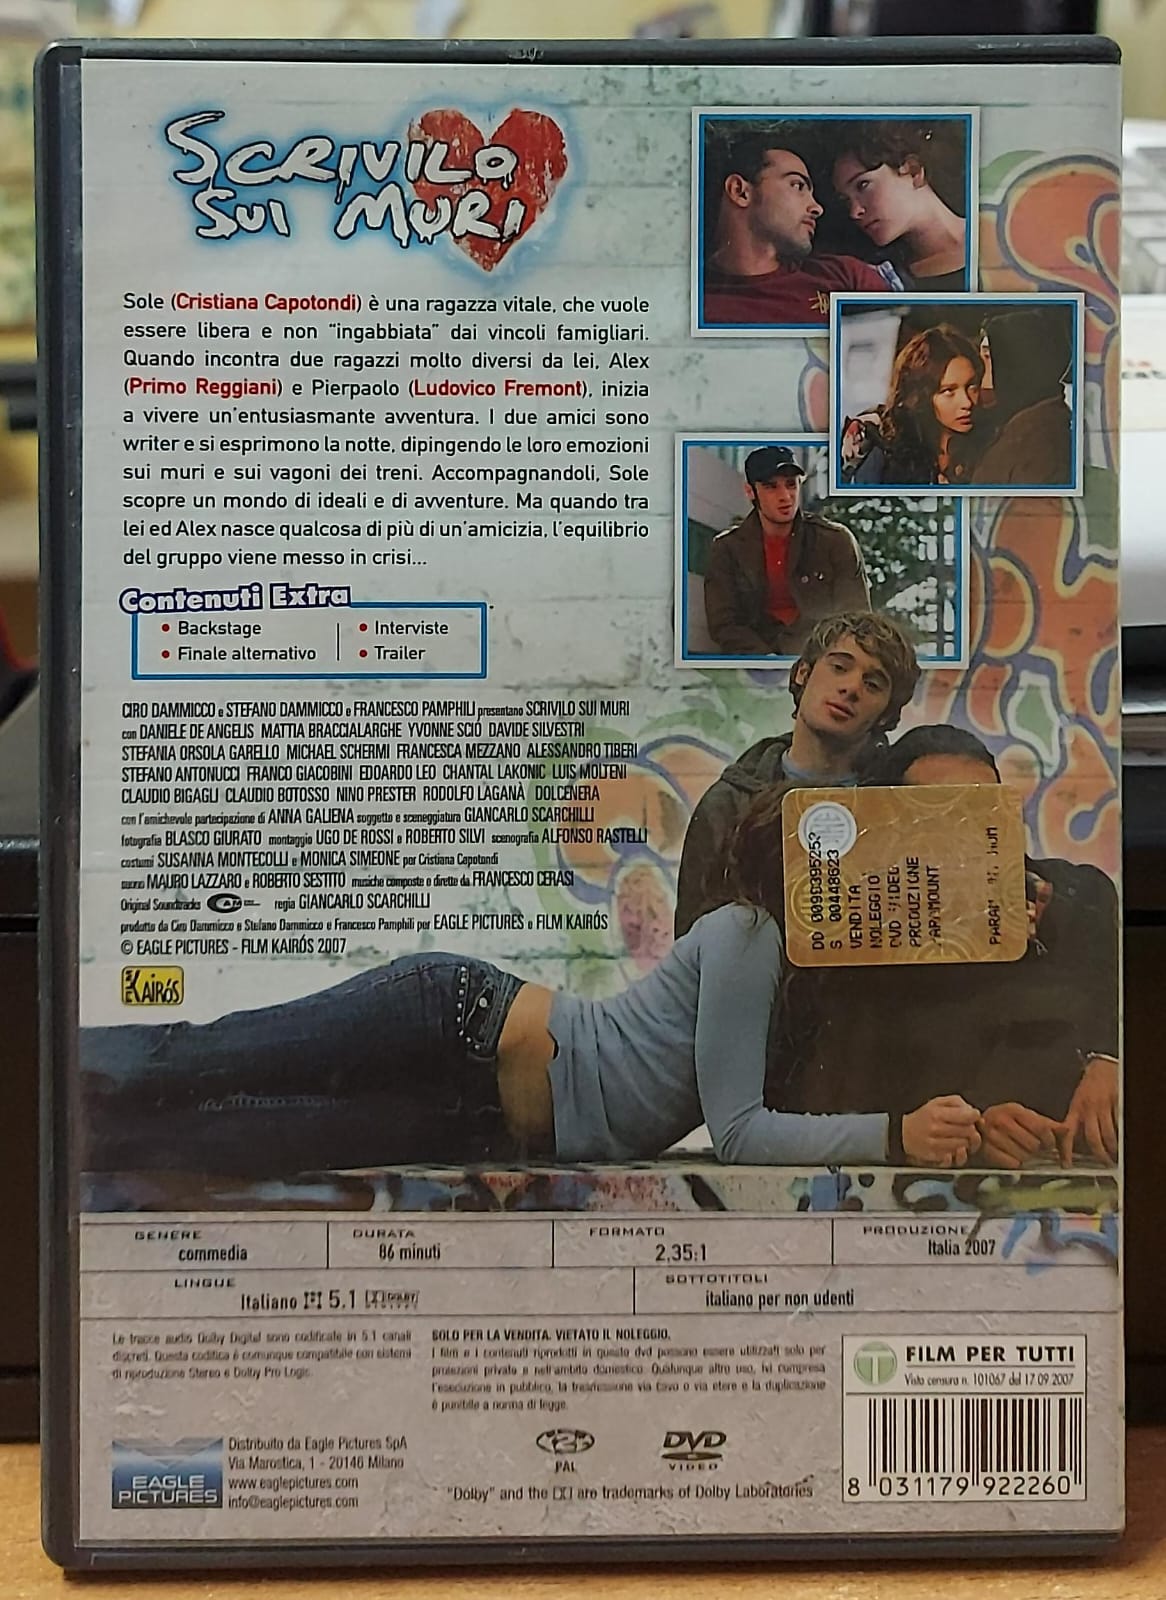 SCRIVILO
SUI MURI
Sole (Cristiana Capotondi) è una ragazza vitale, che vuole
essere libera e non "ingabbiata" dai vincoli famigliari.
Quando incontra due ragazzi molto diversi da lei, Alex
(Primo Reggiani) e Pierpaolo (Ludovico Fremont), inizia
a vivere un'entusiasmante avventura. I due amici sono
writer e si esprimono la notte, dipingendo le loro emozioni
sui muri e sui vagoni dei treni. Accompagnandoli, Sole
scopre un mondo di ideali e di avventure. Ma quando tra
lei ed Alex nasce qualcosa di più di un'amicizia, l'equilibrio
del gruppo viene messo in crisi...
Contenuti Extra
• Backstage
• Interviste
• Finale alternativo
• Trailer
CIRO DAMMICCO e STEFANO DAMMICCO e FRANCESCO PAMPHILI presentano SCRIVILO SUI MURI
con DANIELE DE ANGELIS MATTIA BRACCIALARGHE YVONNE SCIÒ DAVIDE SILVESTRI
STEFANIA ORSOLA GARELLO MICHAEL SCHERMI FRANCESCA MEZZANO ALESSANDRO TIBERI
STEFANO ANTONUCCI FRANCO GIACOBINI EDOARDO LEO CHANTAL LAKONIC LUIS MOLTENI
CLAUDIO BIGAGLI CLAUDIO BOTOSSO NINO PRESTER RODOLFO LAGANÀ DOLCENERA
con l'amichevole partecipazione di ANNA GALIENA soggetto e sceneggiatura GIANCARLO SCARCHILLI
fotografia BLASCO GIURATO montaggio UGO DE ROSSI e ROBERTO SILVI scenografia ALFONSO RASTELLI
costumi SUSANNA MONTECOLLI e MONICA SIMEONE per Cristiana Capotondi
suono MAURO LAZZARO e ROBERTO SESTITO musiche composte e dirette da FRANCESCO CERASI
Original Soundtracks CAM regia GIANCARLO SCARCHILLI
prodotto da Ciro Dammicco e Stefano Dammicco e Francesco Pamphili per EAGLE PICTURES e FILM KAIRÓS
© EAGLE PICTURES - FILM KAIRÓS 2007
FILM KAIRÓS
DD 0099395253
S 00448623
VENDITA
NOLEGGIO
DVD VIDEO
PRODUZIONE
PARAMOUNT
GENERE
commedia
DURATA
86 minuti
FORMATO
2.35:1
PRODUZIONE
Italia 2007
LINGUE
Italiano 5.1 DOLBY
SOTTOTITOLI
italiano per non udenti
Le tracce audio Dolby Digital sono codificate in 5.1 canali
discreti. Questa codifica è comunque compatibile con sistemi
di riproduzione Stereo e Dolby Pro Logic.
SOLO PER LA VENDITA. VIETATO IL NOLEGGIO.
I film e i contenuti riprodotti in questo dvd possono essere utilizzati solo per
proiezioni private e nell'ambito domestico. Qualunque altro uso, ivi compresa
l'esecuzione in pubblico, la trasmissione via cavo o via etere e la duplicazione
è punibile a norma di legge.
T FILM PER TUTTI
Visto censura n. 101067 del 17.09.2007
EAGLE
PICTURES
Distribuito da Eagle Pictures SpA
Via Marostica, 1 - 20146 Milano
www.eaglepictures.com
info@eaglepictures.com
2
PAL
DVD
VIDEO
"Dolby" and the are trademarks of Dolby Laboratories
8 031179 922260